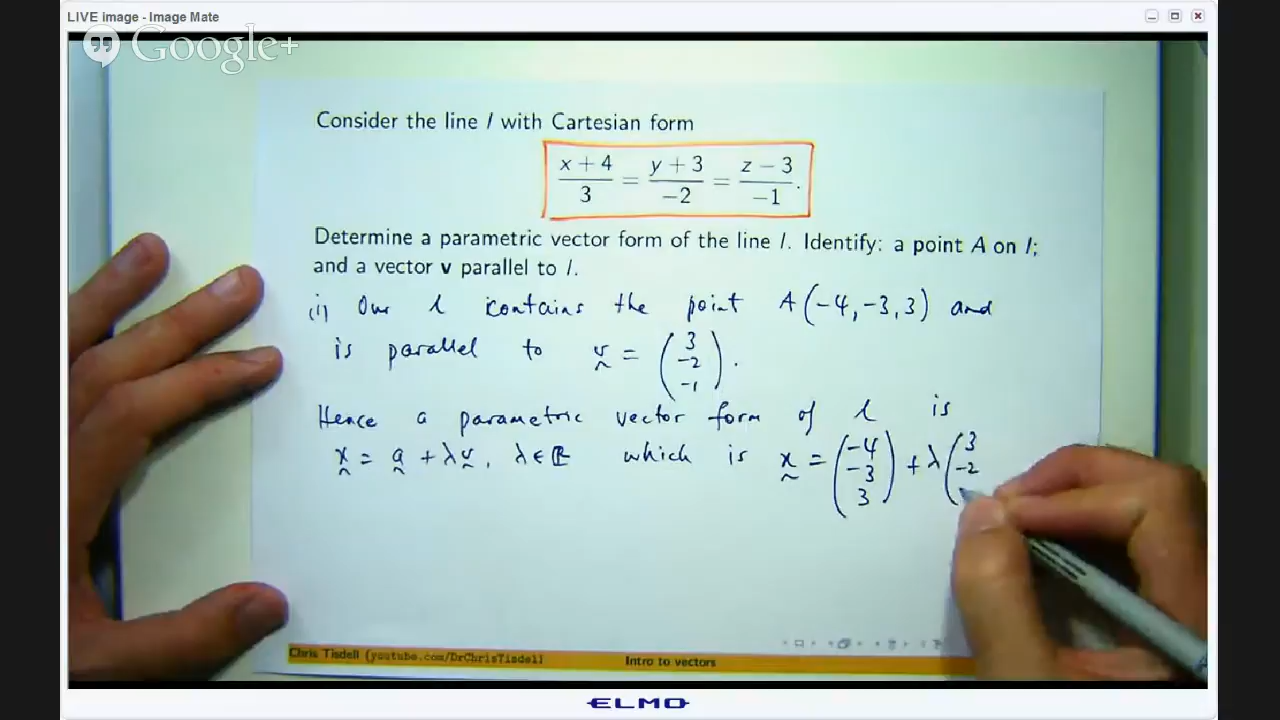 LIVE image - Image Mate
Google+
Consider the line l with Cartesian form
x + 4 / 3 = y + 3 / -2 = z - 3 / -1.
Determine a parametric vector form of the line l. Identify: a point A on l;
and a vector v parallel to l.
(i) Our l contains the point A(-4, -3, 3) and
is parallel to v = (3 -2 -1).
Hence a parametric vector form of l is
x = a + λv, λ ∈ ℝ which is x = (-4 -3 3) + λ(3 -2
Chris Tisdell (youtube.com/DrChrisTisdell) Intro to vectors
ELMO